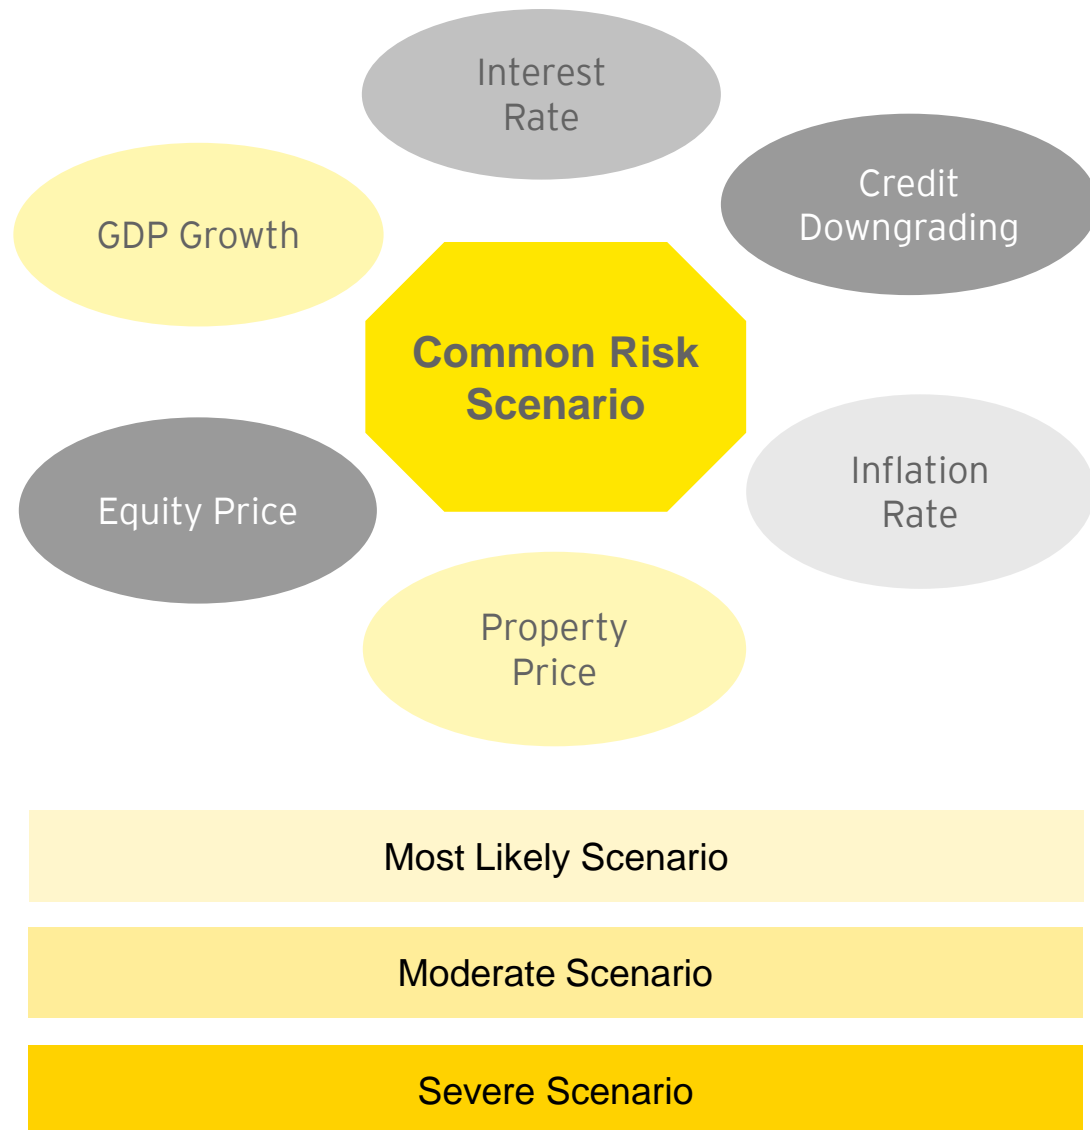 Interest
Rate
Credit
Downgrading
GDP Growth
Common Risk
Scenario
Inflation
Rate
Equity Price
Property
Price
Most Likely Scenario
Moderate Scenario
Severe Scenario